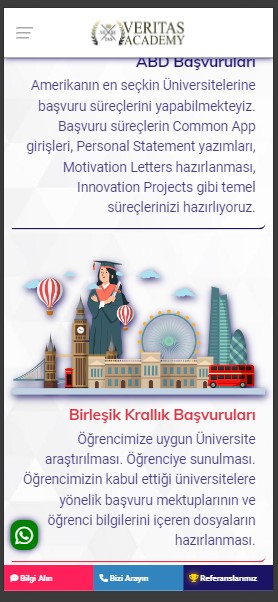 VERITAS
ACADEMY
ABD Başvuruları
Amerikanın en seçkin Üniversitelerine
başvuru süreçlerini yapabilmekteyiz.
Başvuru süreçlerin Common App
girişleri, Personal Statement yazımları,
Motivation Letters hazırlanması,
Innovation Projects gibi temel
süreçlerinizi hazırlıyoruz.
Birleşik Krallık Başvuruları
Öğrencimize uygun Üniversite
araştırılması. Öğrenciye sunulması.
Öğrencimizin kabul ettiği üniversitelere
yönelik başvuru mektuplarının ve
öğrenci bilgilerini içeren dosyaların
hazırlanması.
Bilgi Alın
Bizi Arayın
Referanslarımız